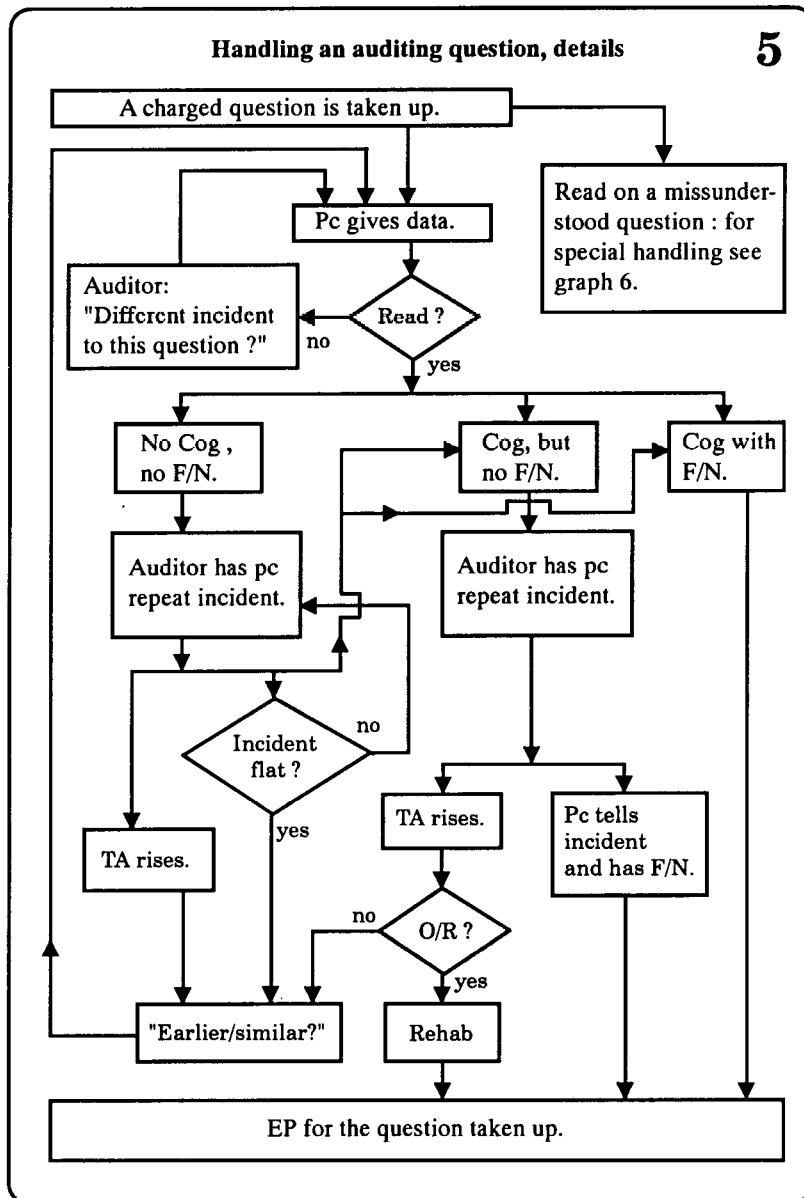 Handling an auditing question, details
5
A charged question is taken up.
Read on a missunder-
stood question : for
special handling see
graph 6.
Pc gives data.
Auditor:
"Different incident
to this question ?"
no
Read ?
yes
No Cog ,
no F/N.
Cog, but
no F/N.
Cog with
F/N.
Auditor has pc
repeat incident.
Auditor has pc
repeat incident.
no
Incident
flat ?
yes
TA rises.
TA rises.
Pc tells
incident
and has F/N.
no
O/R ?
yes
"Earlier/similar?"
Rehab
EP for the question taken up.